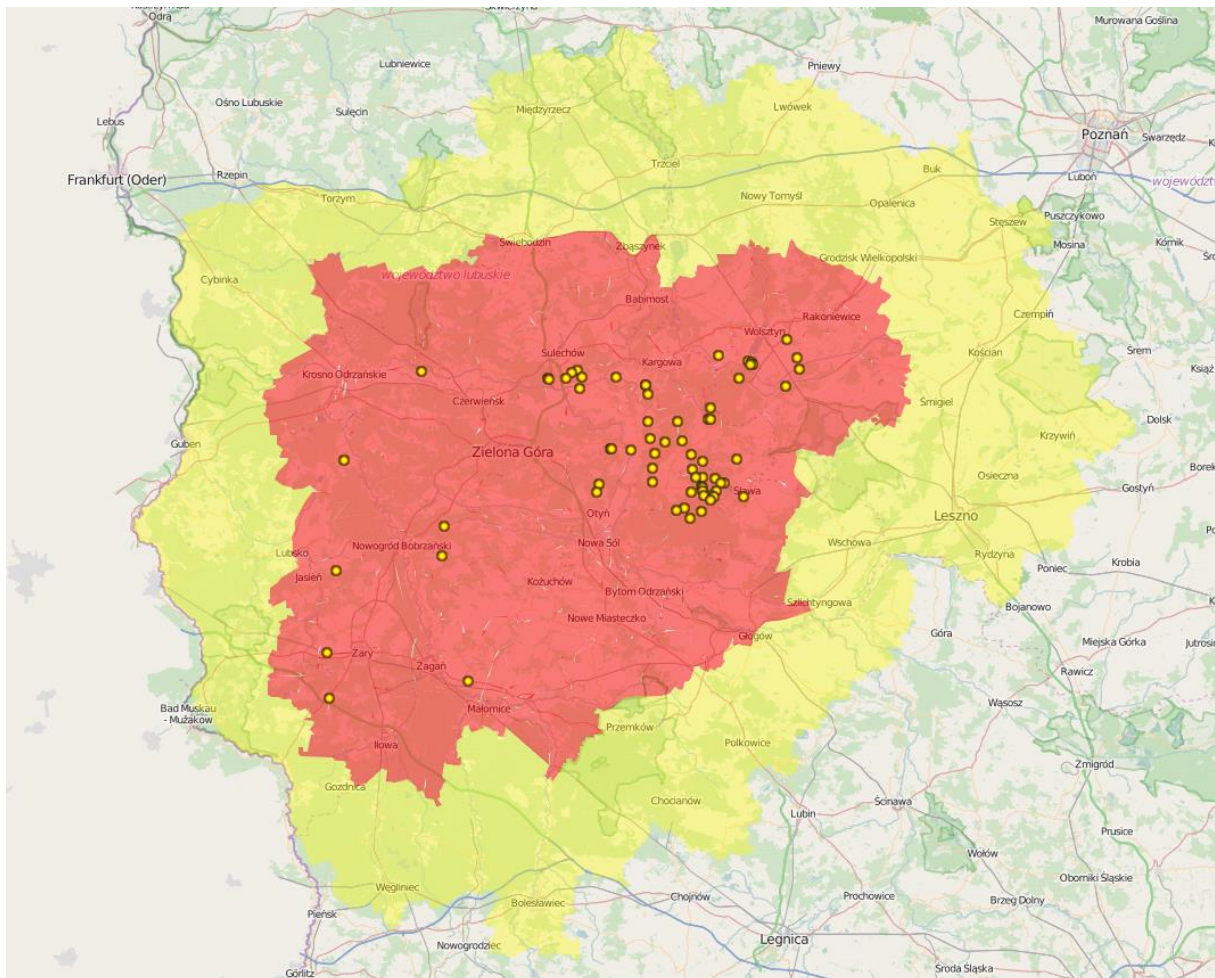 Odrą
Murowana Goślina
Lubniewice
Pniewy
Ośno Lubuskie
Sulęcin
Międzyrzecz
Lwówek
Lebus
Poznań
Swarzędz
Trzciel
Buk
Frankfurt (Oder)
Rzepin
Luboń
województw
Torzym
Nowy Tomyśl
Opalenica
Stęszew
Puszczykowo
Świebodzin
Zbąszynek
Mosina
Kórnik
Grodzisk Wielkopolski
Cybinka
województwo lubuskie
Babimost
Czempiń
Rakoniewice
Wolsztyn
Sulechów
Kargowa
Kościan
Śrem
Krosno Odrzańskie
Książ
Czerwieńsk
Śmigiel
Dolsk
Guben
Zielona Góra
Krzywiń
Osieczna
Borek
Sława
Gostyń
Otyń
Leszno
Nowogród Bobrzański
Nowa Sól
Wschowa
Lubsko
Rydzyna
Jasień
Poniec
Krobia
Kożuchów
Bytom Odrzański
Szlichtyngowa
Bojanowo
Nowe Miasteczko
Góra
Głogów
Miejska Górka
Jutrosin
Żary
Żagań
Rawicz
Wąsosz
Bad Muskau
- Mużaków
Małomice
Przemków
Iłowa
Polkowice
Żmigród
Gozdnica
Chocianów
Ścinawa
Lubin
Prusice
Wołów
Oborniki Śląskie
Węgliniec
Chojnów
Prochowice
Brzeg Dolny
Bolesławiec
Pieńsk
Legnica
Nowogrodziec
Środa Śląska
Görlitz